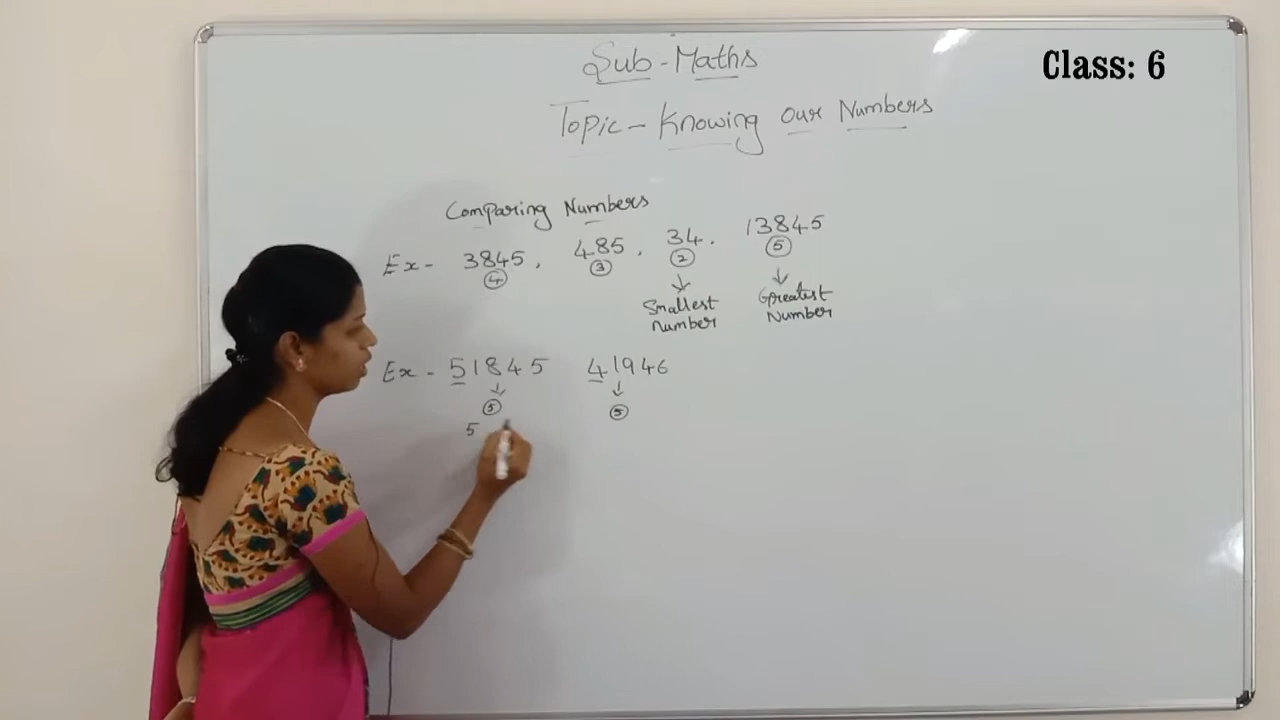 Class: 6
Sub - Maths
Topic - Knowing Our Numbers
Comparing Numbers
Ex - 3845, 485, 34. 13845
④ ③ ② ⑤
↓ ↓
Smallest Number Greatest Number
Ex - 51845 41946
↓ ↓
⑤ ⑤
5